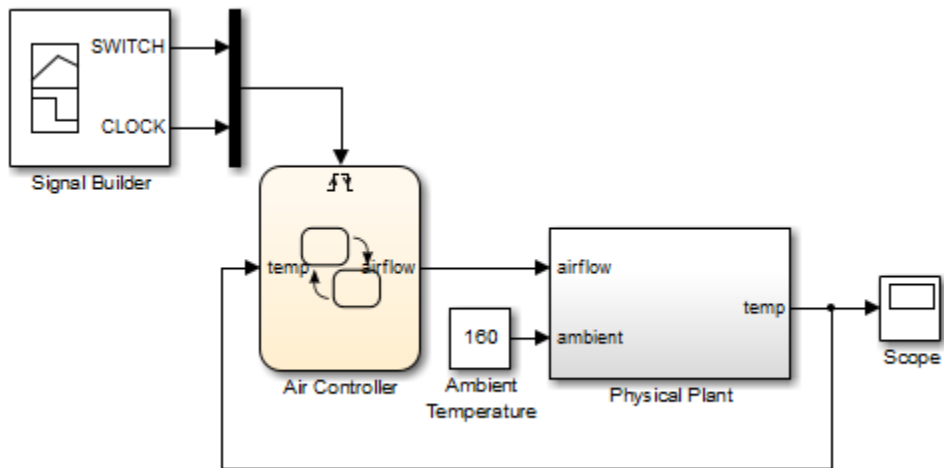 SWITCH
CLOCK
Signal Builder
temp
airflow
Air Controller
160
Ambient
Temperature
airflow
ambient
temp
Physical Plant
Scope